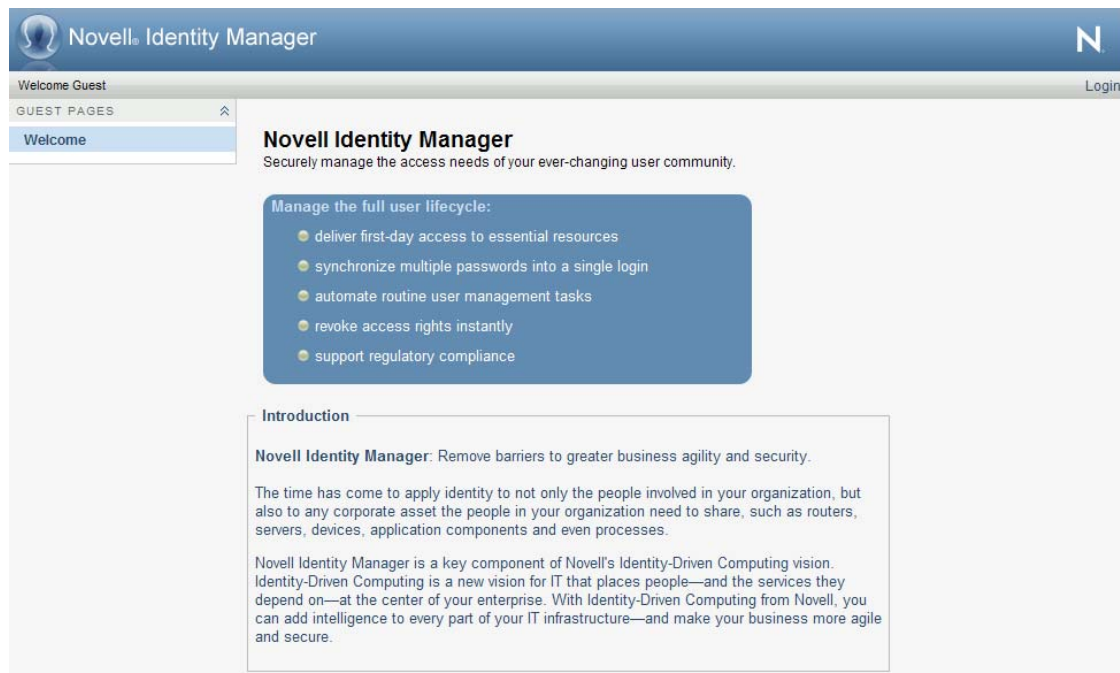 Novell® Identity Manager
N
Welcome Guest
Login
GUEST PAGES
Welcome
Novell Identity Manager
Securely manage the access needs of your ever-changing user community.
Manage the full user lifecycle:
deliver first-day access to essential resources
synchronize multiple passwords into a single login
automate routine user management tasks
revoke access rights instantly
support regulatory compliance
Introduction
Novell Identity Manager: Remove barriers to greater business agility and security.
The time has come to apply identity to not only the people involved in your organization, but
also to any corporate asset the people in your organization need to share, such as routers,
servers, devices, application components and even processes.
Novell Identity Manager is a key component of Novell's Identity-Driven Computing vision.
Identity-Driven Computing is a new vision for IT that places people—and the services they
depend on—at the center of your enterprise. With Identity-Driven Computing from Novell, you
can add intelligence to every part of your IT infrastructure—and make your business more agile
and secure.